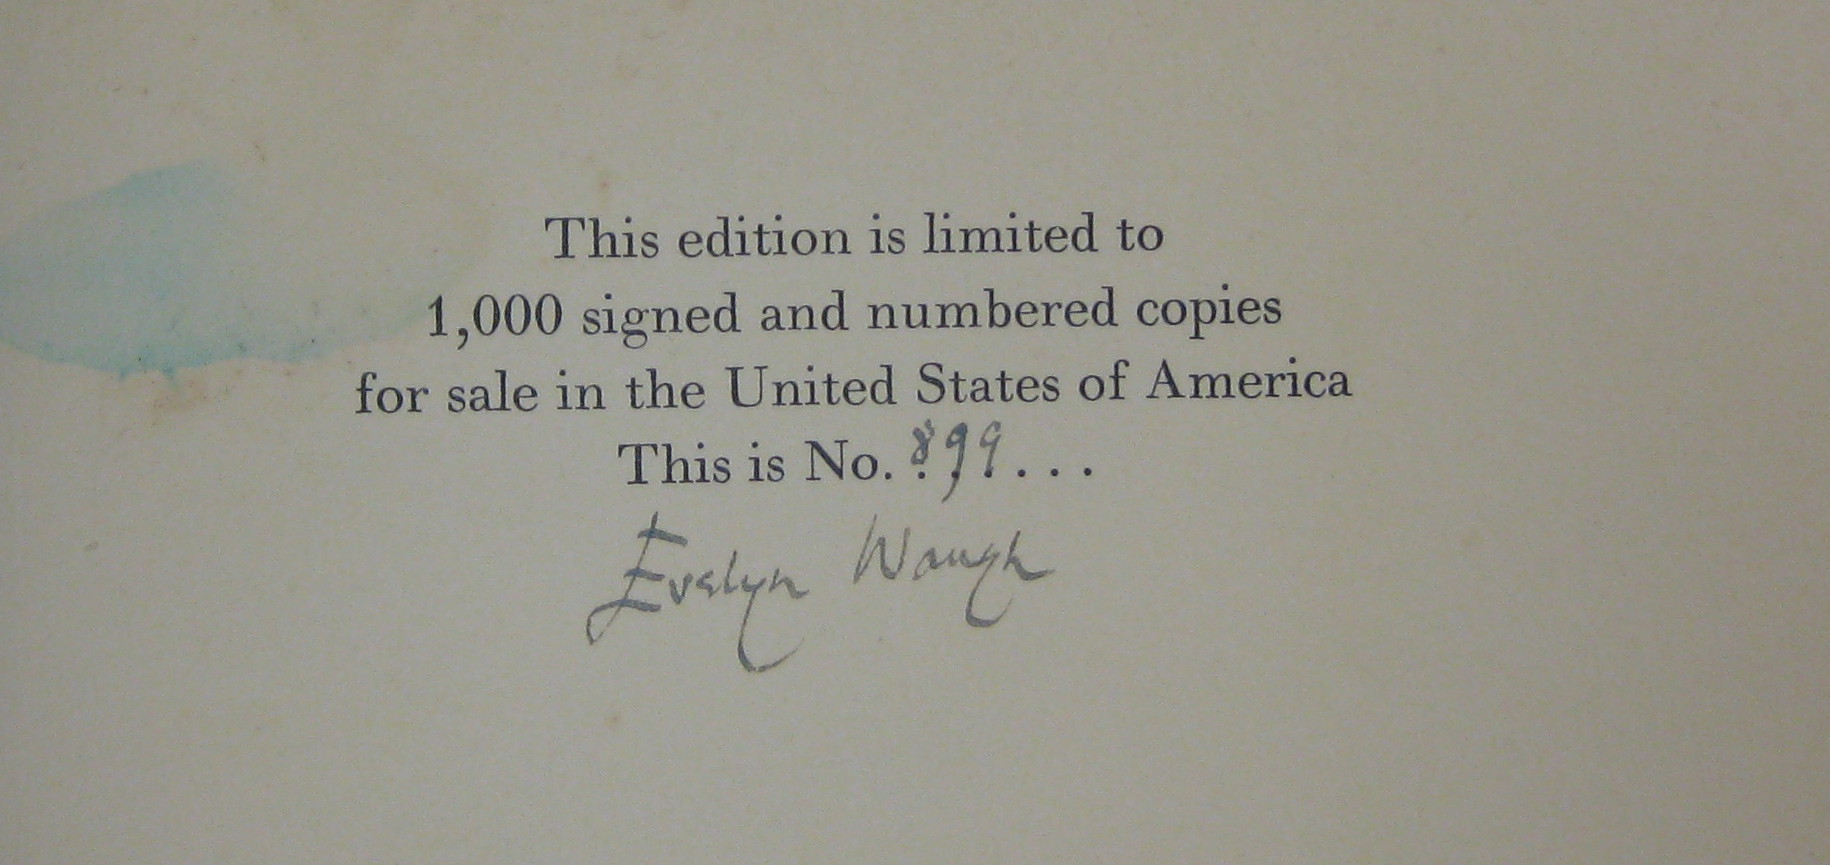 This edition is limited to
1,000 signed and numbered copies
for sale in the United States of America
This is No. 899...
Evelyn Waugh